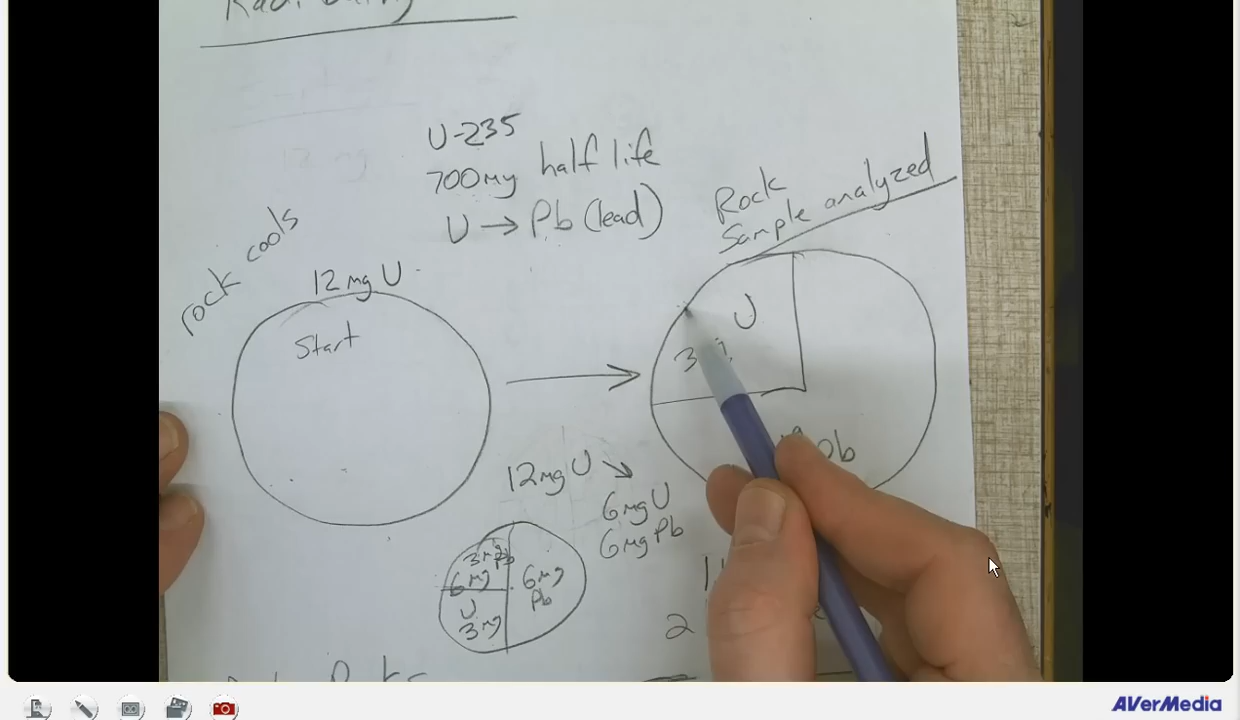 U-235
700my half life
U → Pb (lead)
Rock
Sample analyzed
rock cools
12 mg U
Start
U
3
12mg U
6mg U
6mg Pb
3mg Pb
6mg
6mg
Pb
U
3mg
2
AVerMedia